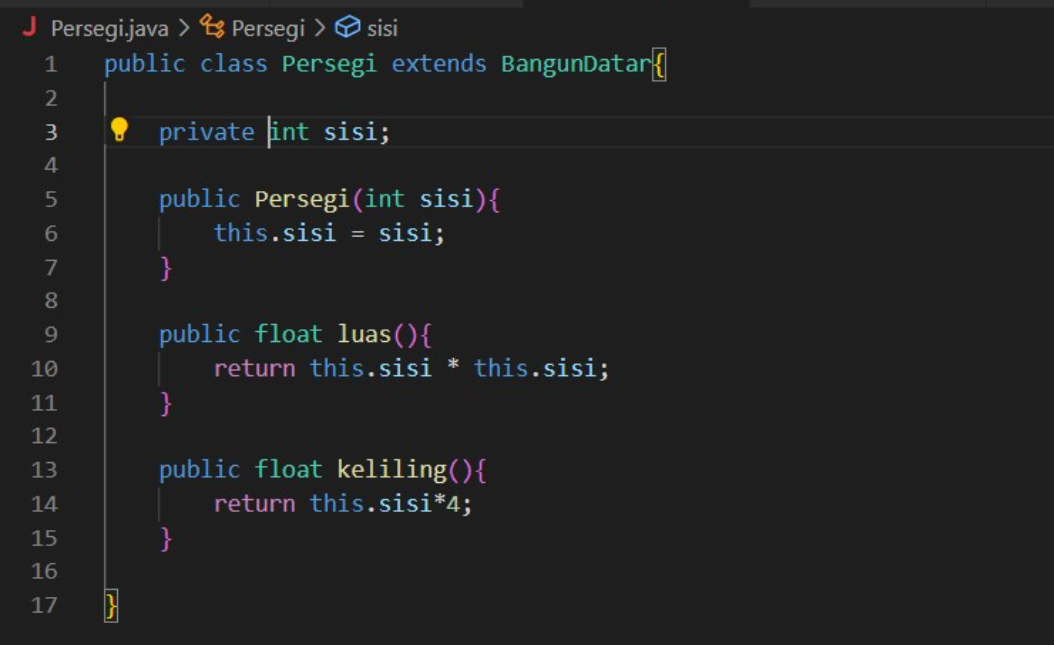 Persegi.java > Persegi > sisi
1 public class Persegi extends BangunDatar{
2
3 private int sisi;
4
5 public Persegi(int sisi){
6 this.sisi = sisi;
7 }
8
9 public float luas(){
10 return this.sisi * this.sisi;
11 }
12
13 public float keliling(){
14 return this.sisi*4;
15 }
16
17 }